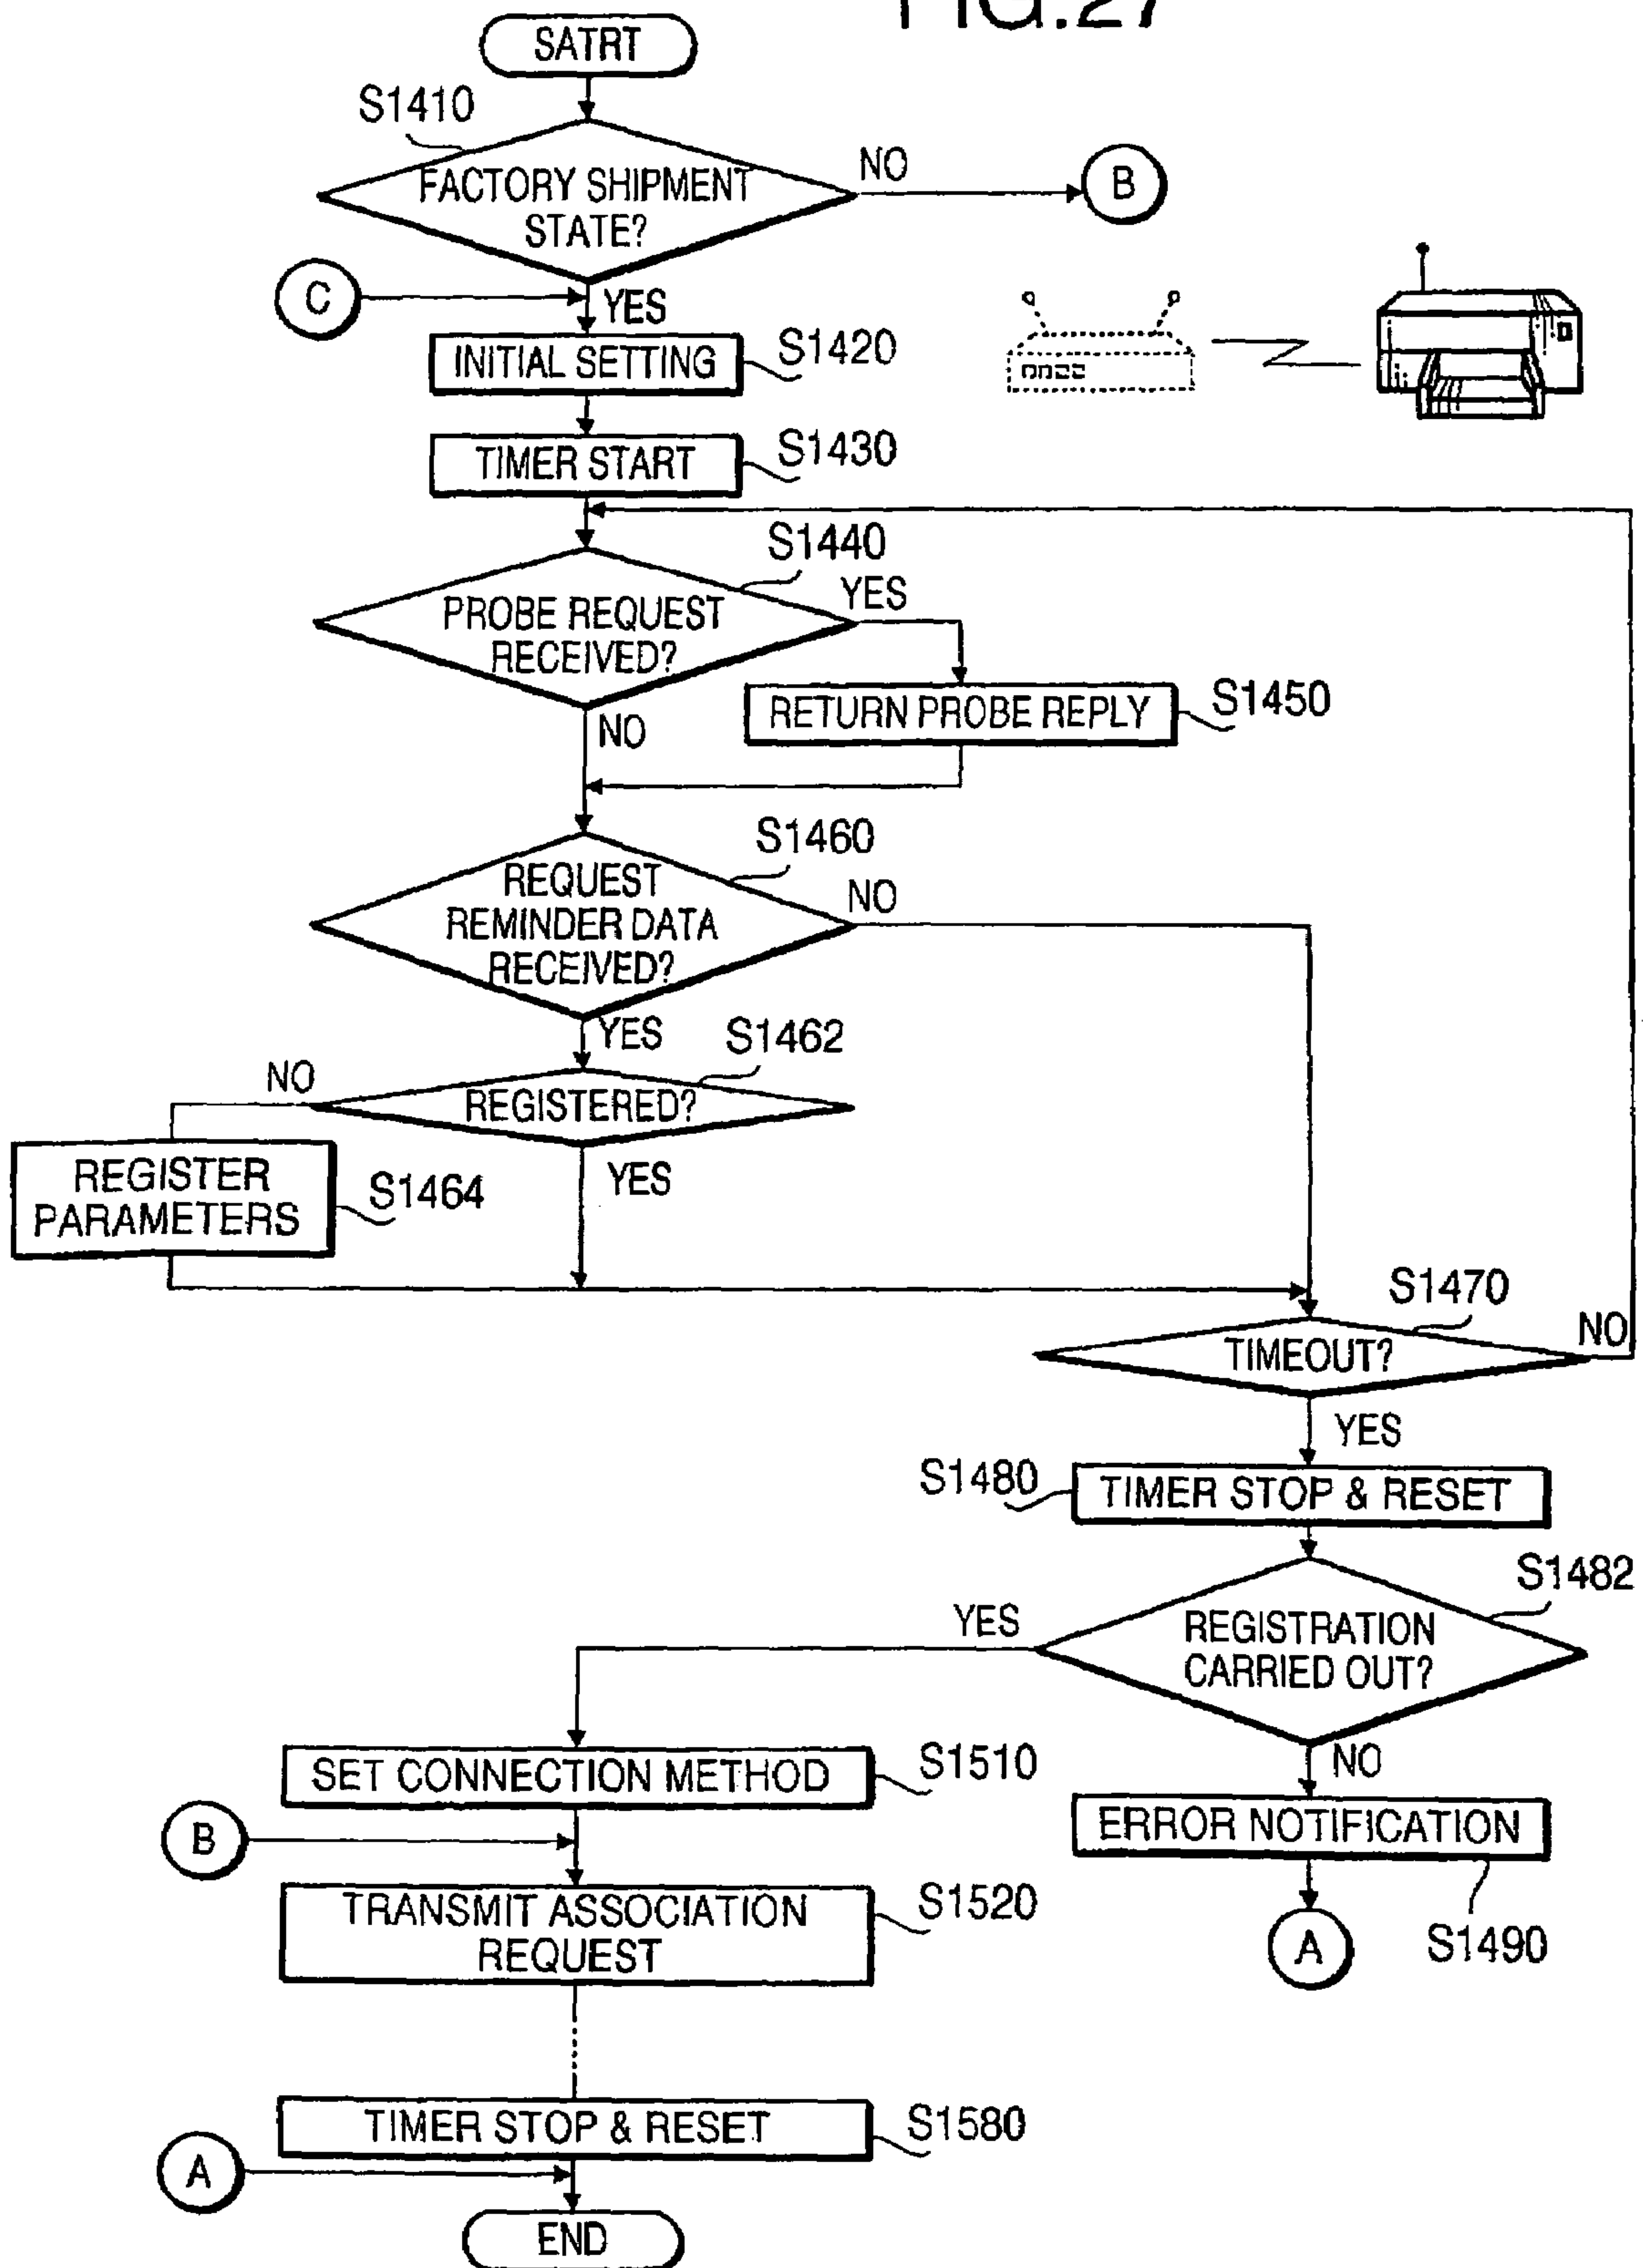 FIG.27
SATRT
S1410
FACTORY SHIPMENT
STATE?
NO
B
C
YES
INITIAL SETTING
S1420
TIMER START
S1430
S1440
PROBE REQUEST
RECEIVED?
YES
RETURN PROBE REPLY
S1450
NO
S1460
REQUEST
REMINDER DATA
RECEIVED?
NO
YES
S1462
NO
REGISTERED?
REGISTER
PARAMETERS
S1464
YES
S1470
TIMEOUT?
NO
YES
S1480
TIMER STOP & RESET
S1482
YES
REGISTRATION
CARRIED OUT?
SET CONNECTION METHOD
S1510
NO
B
ERROR NOTIFICATION
TRANSMIT ASSOCIATION
REQUEST
S1520
A
S1490
TIMER STOP & RESET
S1580
A
END